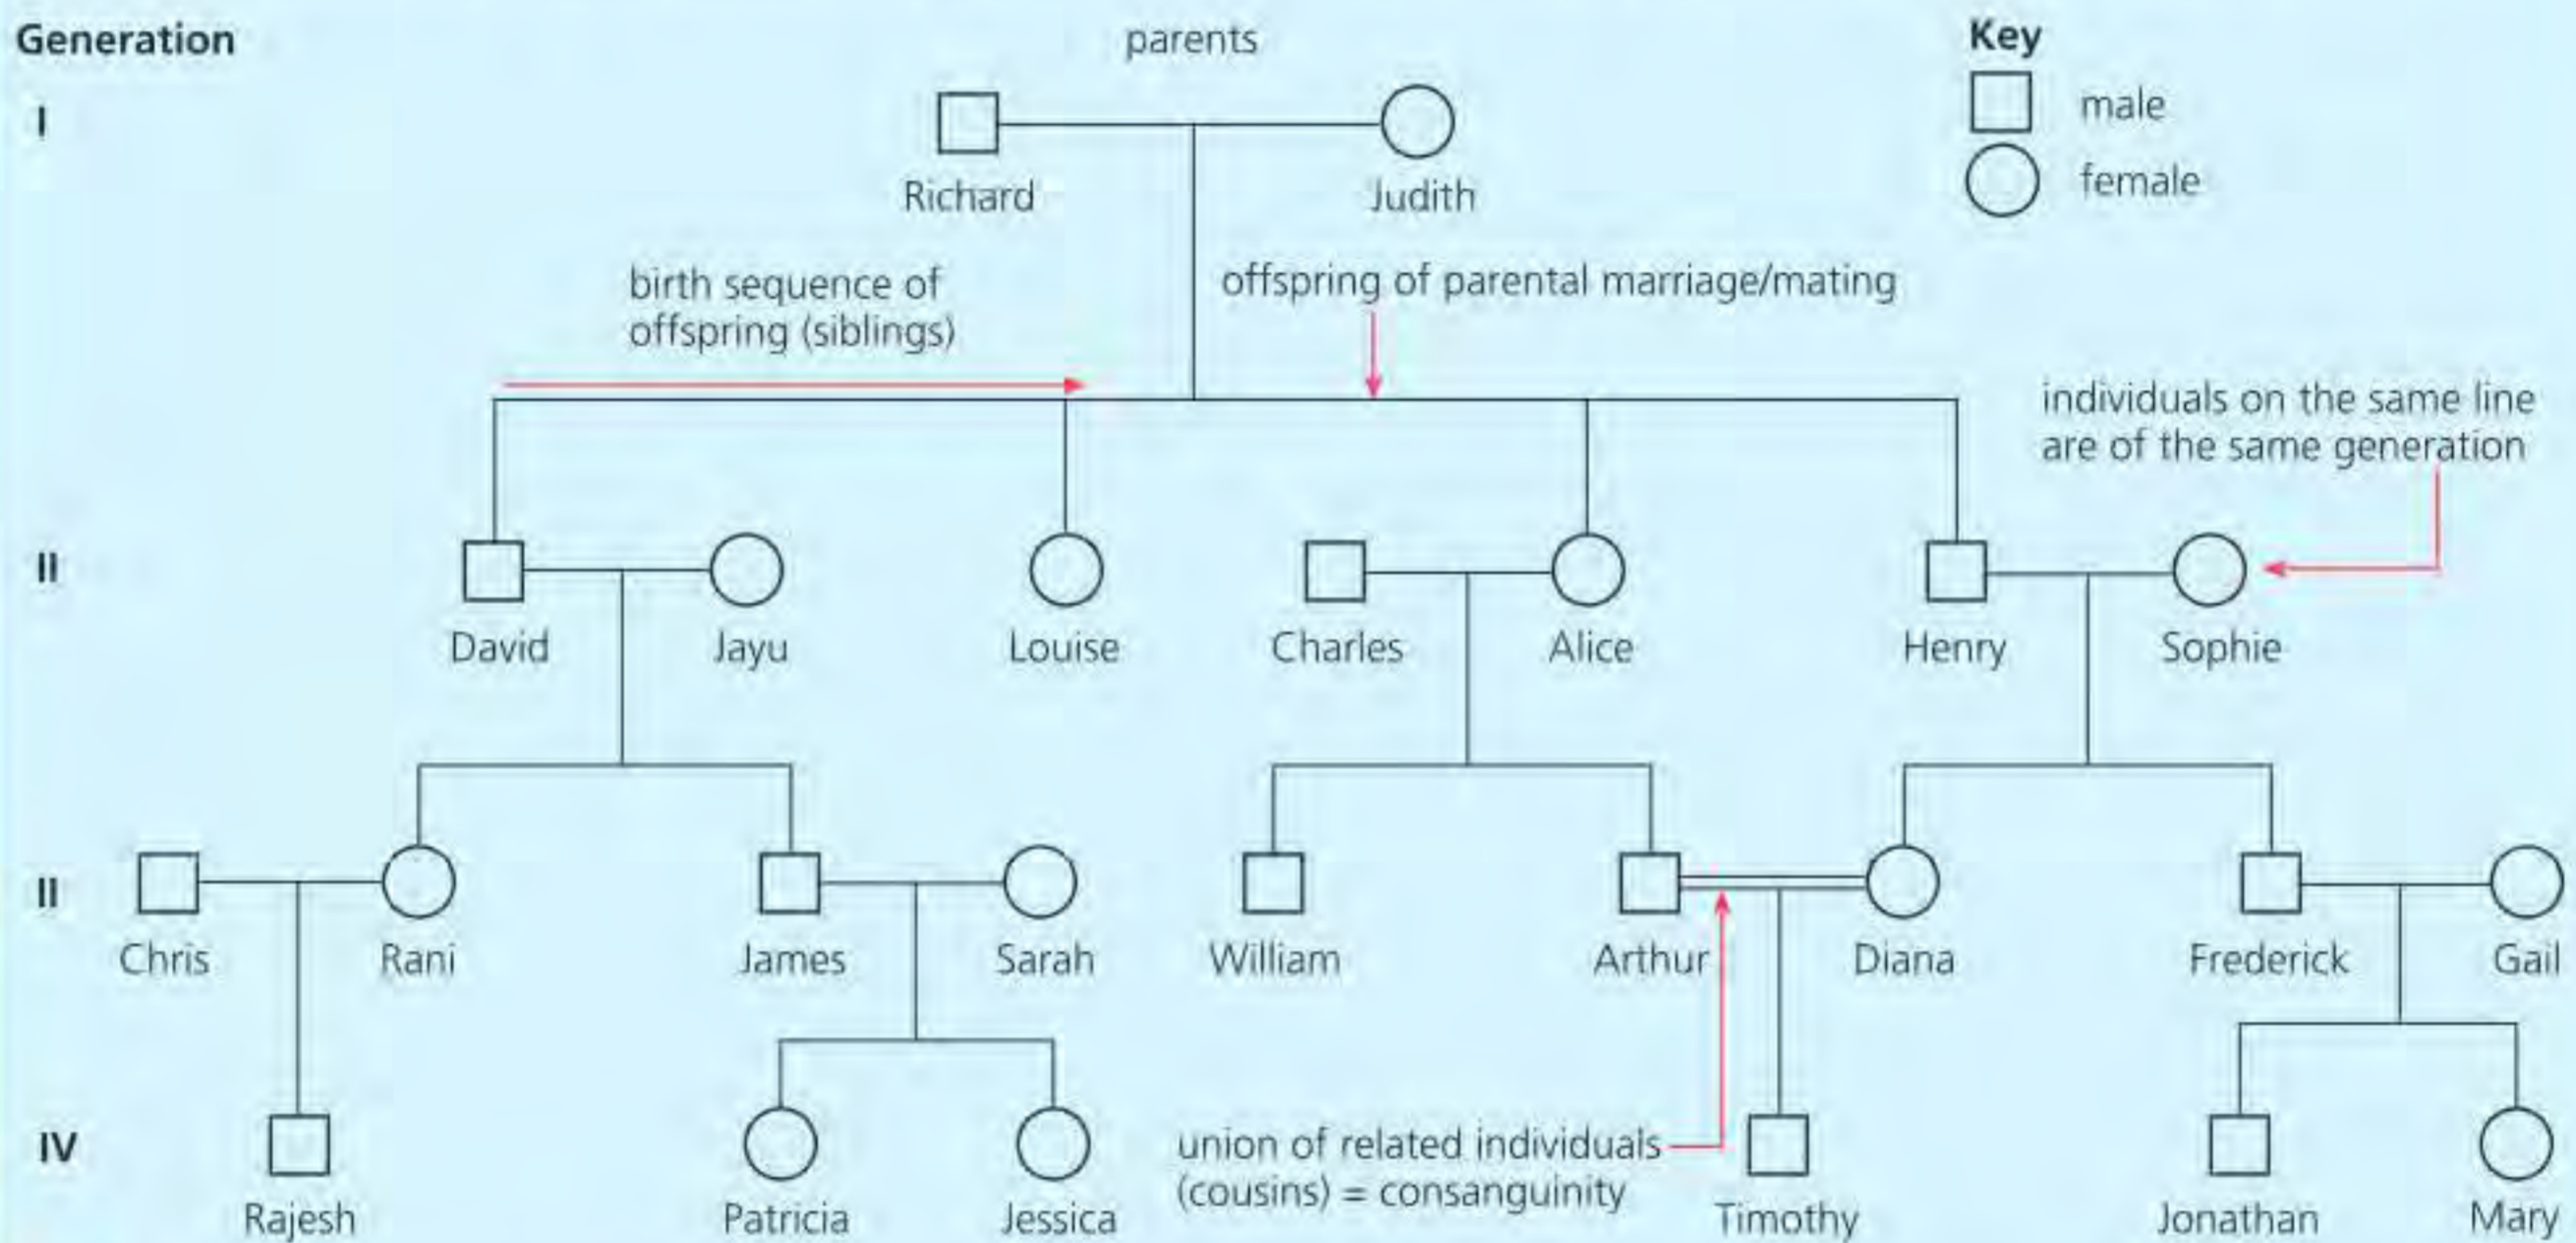 Generation
parents
Key
I
male
Richard
Judith
female
birth sequence of
offspring (siblings)
offspring of parental marriage/mating
individuals on the same line
are of the same generation
II
David
Jayu
Louise
Charles
Alice
Henry
Sophie
II
Chris
Rani
James
Sarah
William
Arthur
Diana
Frederick
Gail
IV
union of related individuals
(cousins) = consanguinity
Rajesh
Patricia
Jessica
Timothy
Jonathan
Mary